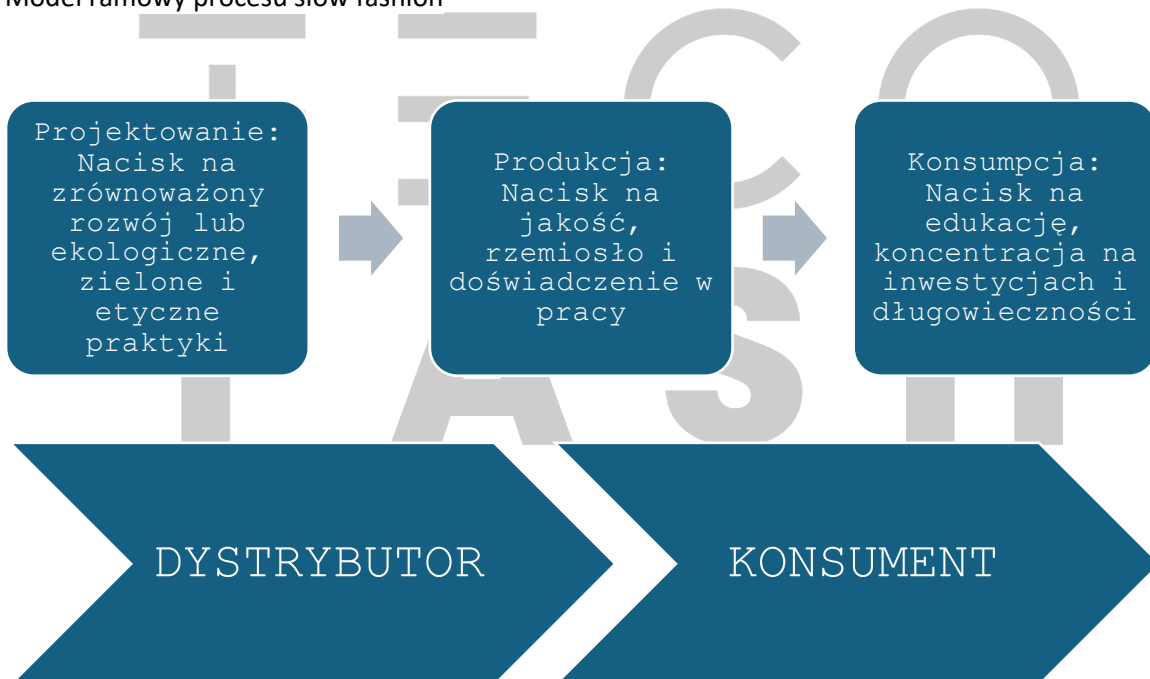 Model ramowy procesu slow fashion
Projektowanie:
Nacisk na
zrównoważony
rozwój lub
ekologiczne,
zielone i
etyczne
praktyki
Produkcja:
Nacisk na
jakość,
rzemiosło i
doświadczenie w
pracy
Konsumpcja:
Nacisk na
edukację,
koncentracja na
inwestycjach i
długowieczności
DYSTRYBUTOR
KONSUMENT